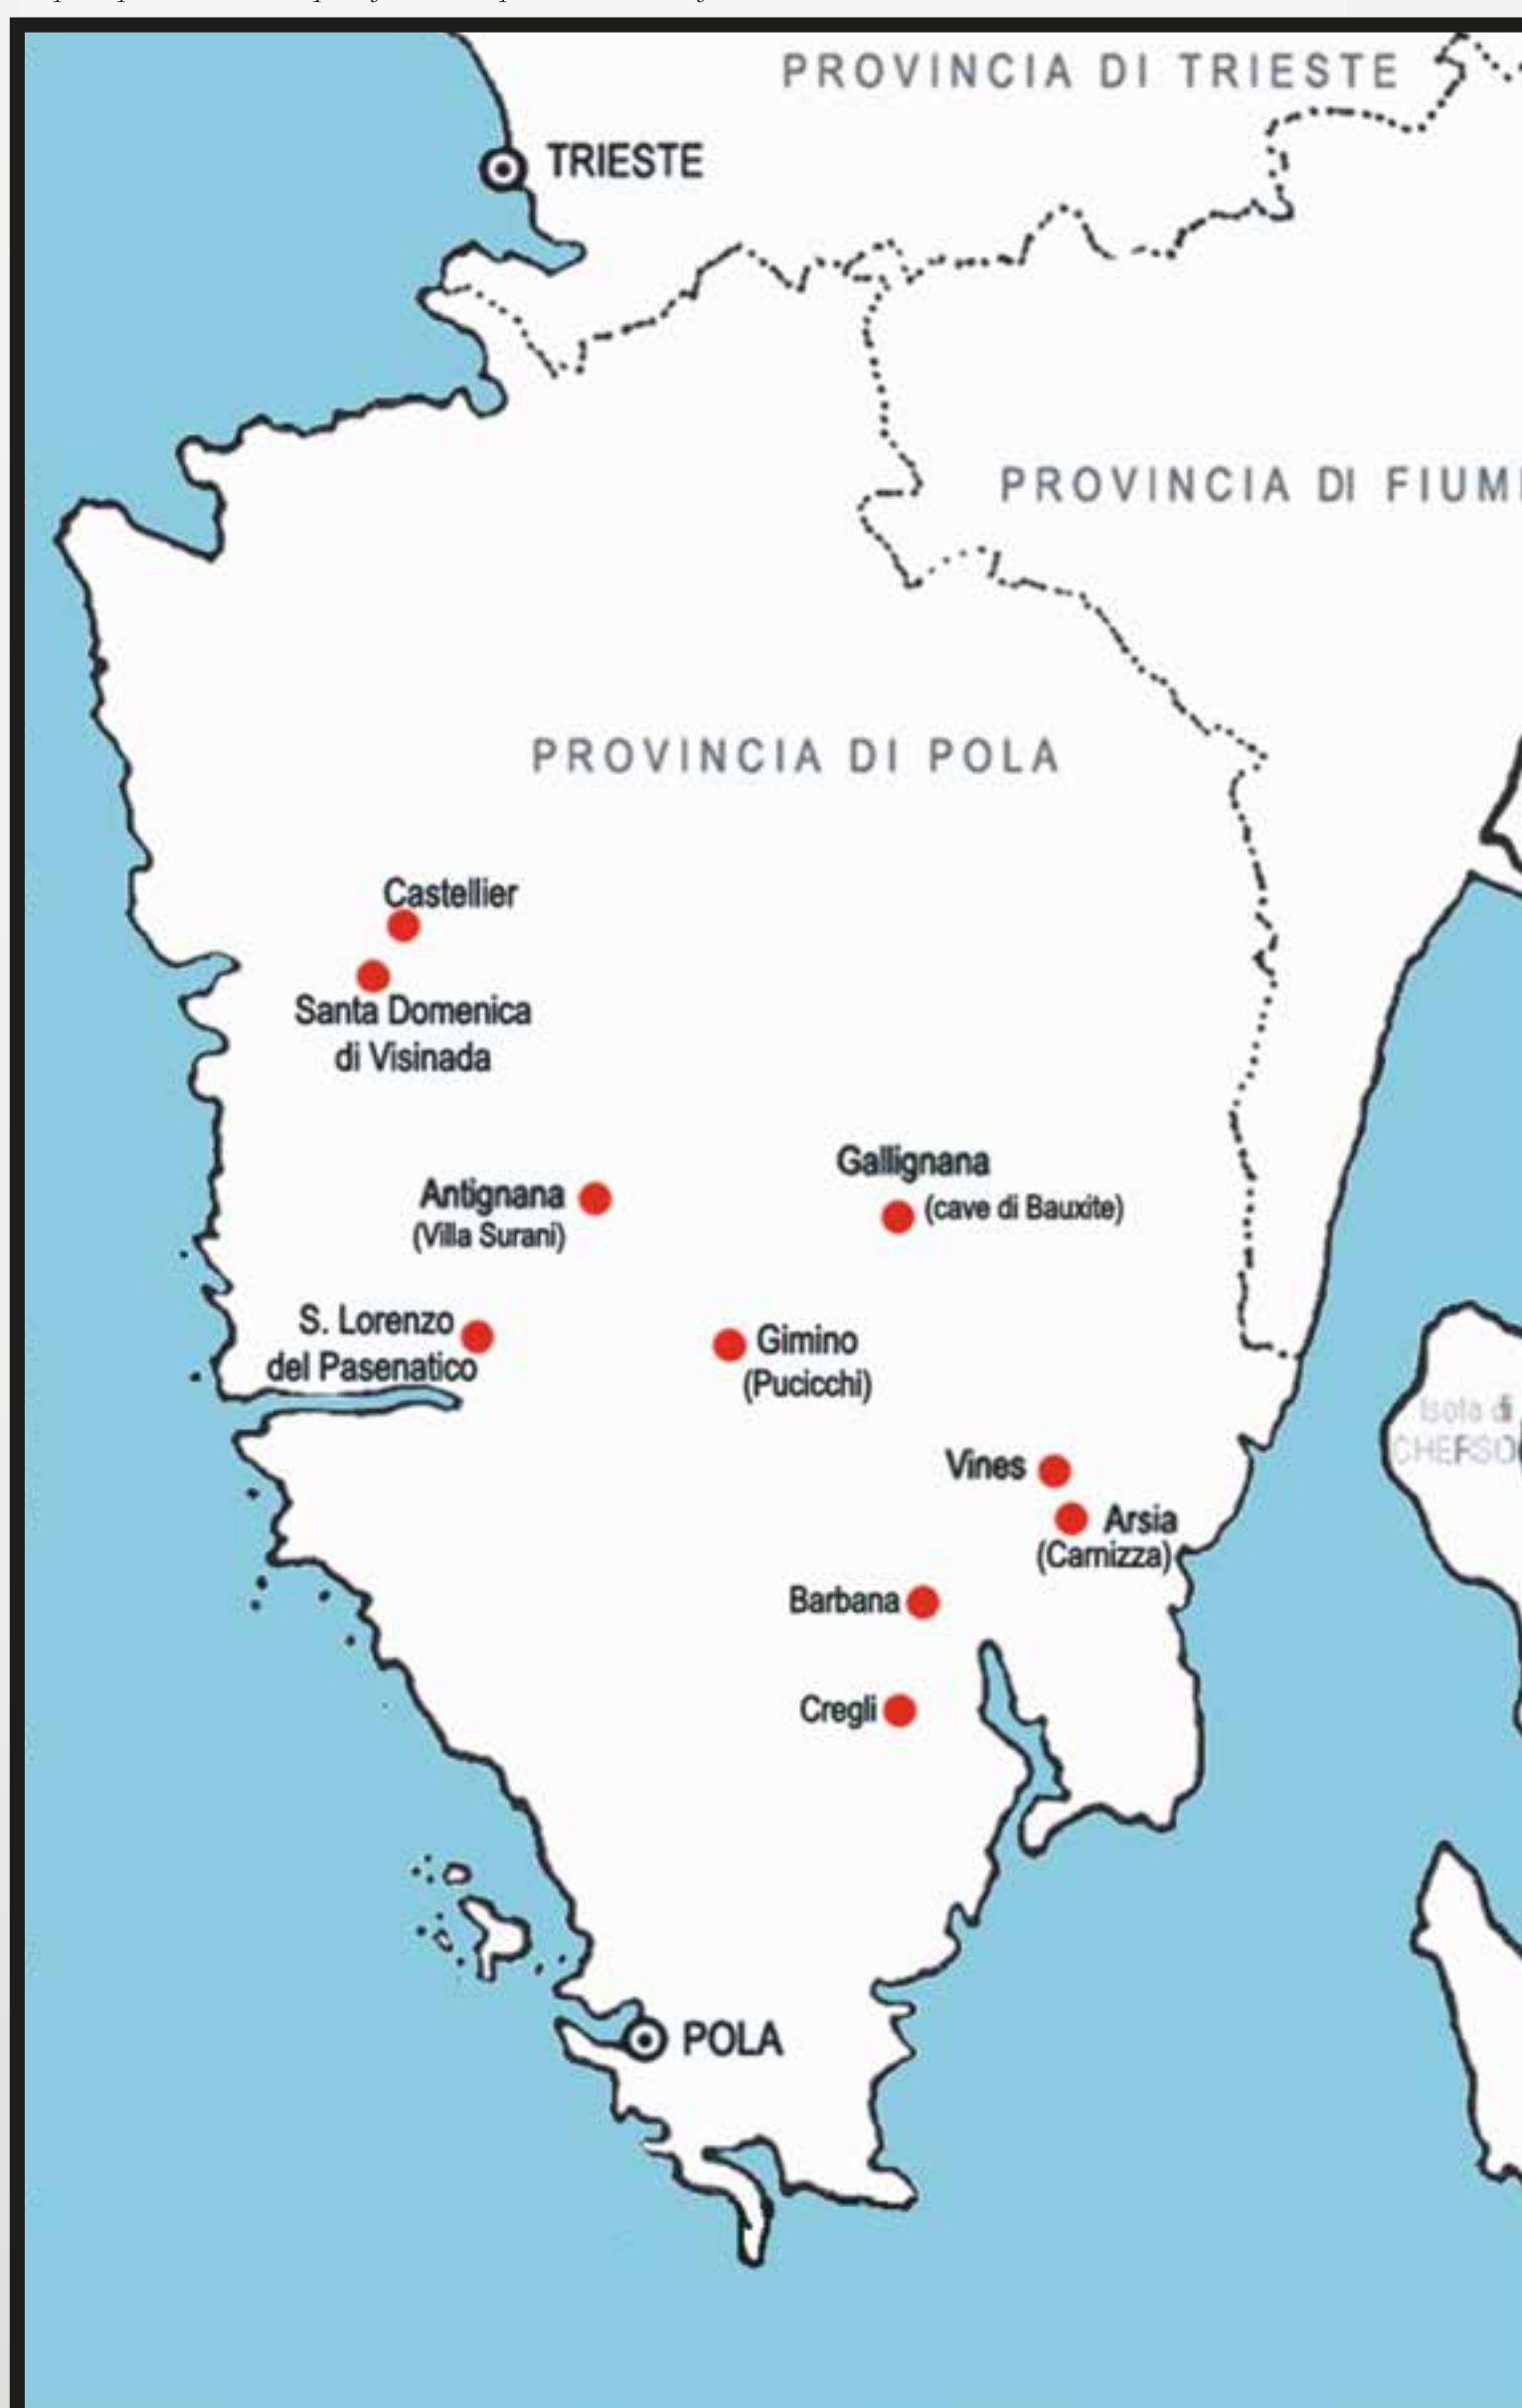 PROVINCIA DI TRIESTE
TRIESTE
PROVINCIA DI FIUM
PROVINCIA DI POLA
Castellier
Santa Domenica
di Visinada
Gallignana
(cave di Bauxite)
Antignana
(Villa Surani)
S. Lorenzo
del Pasenatico
Gimino
(Pucicchi)
Isola di
CHERSO
Vines
Arsia
(Carnizza)
Barbana
Cregli
POLA